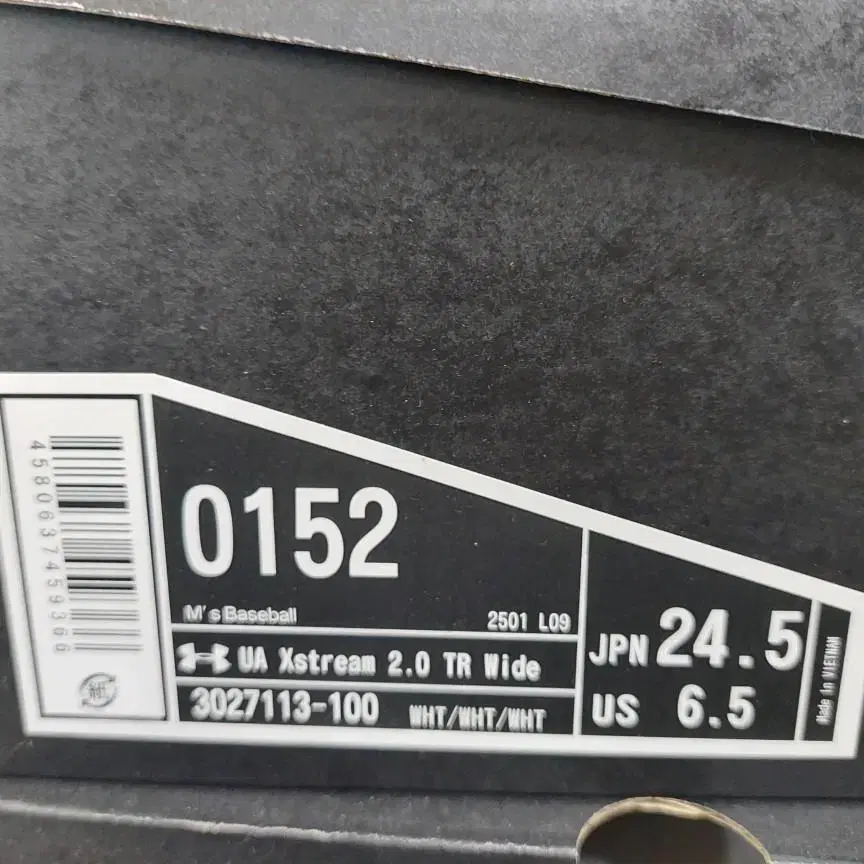 4580637459366
紙
0152
M's Baseball
2501 L09
UA Xstream 2.0 TR Wide
3027113-100 WHT/WHT/WHT
JPN 24.5
US 6.5
Made in VIETNAM